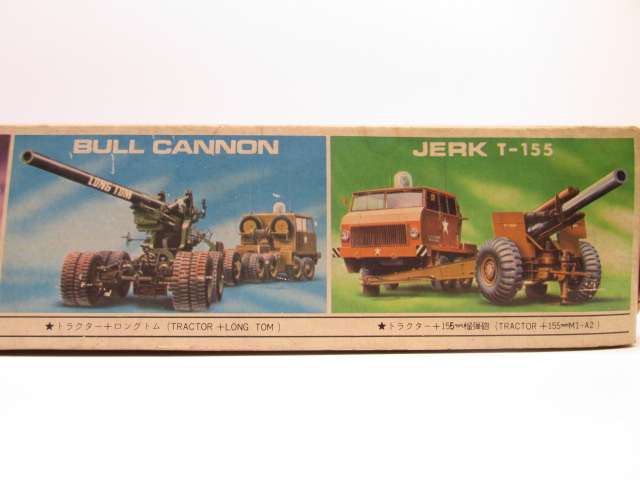 BULL CANNON
LONG TOM
★トラクター＋ロングトム (TRACTOR +LONG TOM)
JERK T-155
★トラクター＋155mm榴弾砲 (TRACTOR +155mmM1-A2)